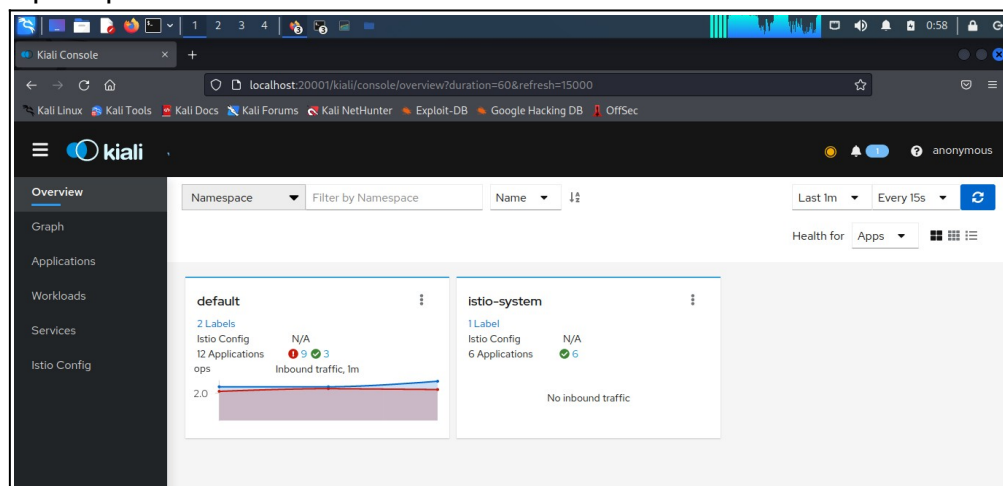 1 2 3 4
0:58
Kiali Console × +
localhost:20001/kiali/console/overview?duration=60&refresh=15000
Kali Linux Kali Tools Kali Docs Kali Forums Kali NetHunter Exploit-DB Google Hacking DB OffSec
kiali
1 anonymous
Overview
Namespace Filter by Namespace Name Last 1m Every 15s
Graph
Health for Apps
Applications
Workloads
Services
Istio Config
default
2 Labels
Istio Config N/A
12 Applications 9 3
ops Inbound traffic, 1m
2.0
istio-system
1 Label
Istio Config N/A
6 Applications 6
No inbound traffic